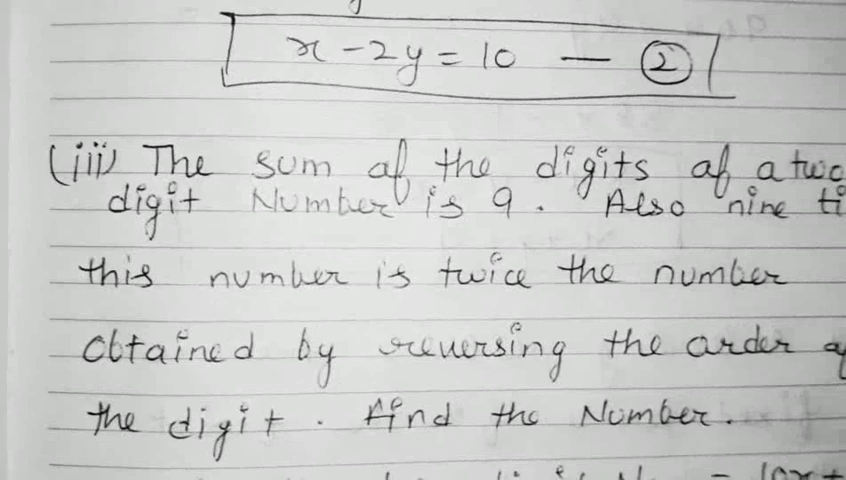 x - 2y = 10 — ②
(iii) The sum of the digits of a two
digit Number is 9. Also nine ti
this number is twice the number
obtained by reversing the order
the digit. Find the Number.